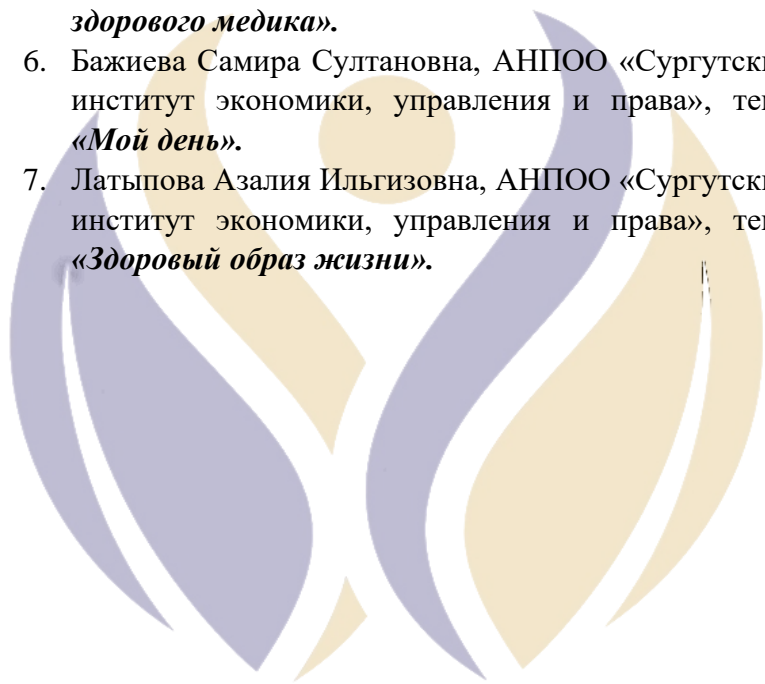 здорового медика».
6. Бажиева Самира Султановна, АНПОО «Сургутски
институт экономики, управления и права», те
«Мой день».
7. Латыпова Азалия Ильгизовна, АНПОО «Сургутски
институт экономики, управления и права», те
«Здоровый образ жизни».